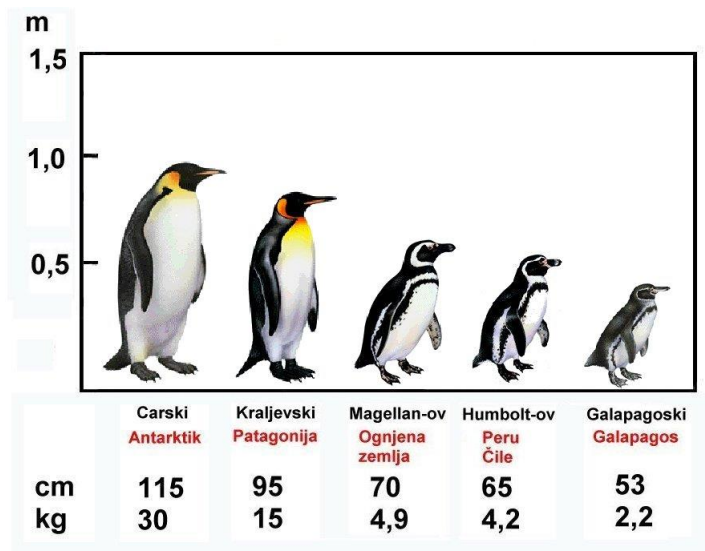 m
1,5
1,0
0,5
Carski Kraljevski Magellan-ov Humbolt-ov Galapagoski
Antarktik Patagonija Ognjena Peru Galapagos
zemlja Čile
cm 115 95 70 65 53
kg 30 15 4,9 4,2 2,2